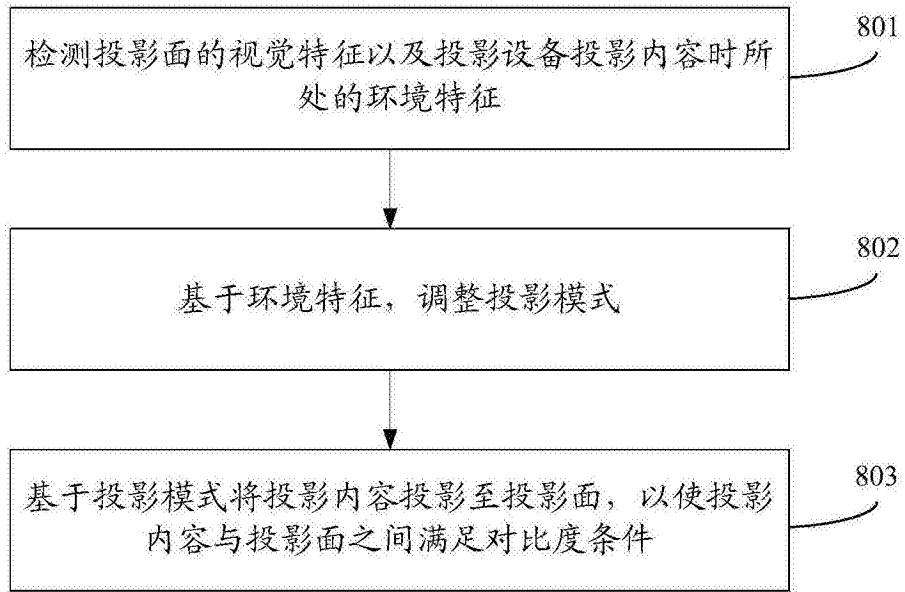 检测投影面的视觉特征以及投影设备投影内容时所
处的环境特征
801
基于环境特征，调整投影模式
802
基于投影模式将投影内容投影至投影面，以使投影
内容与投影面之间满足对比度条件
803